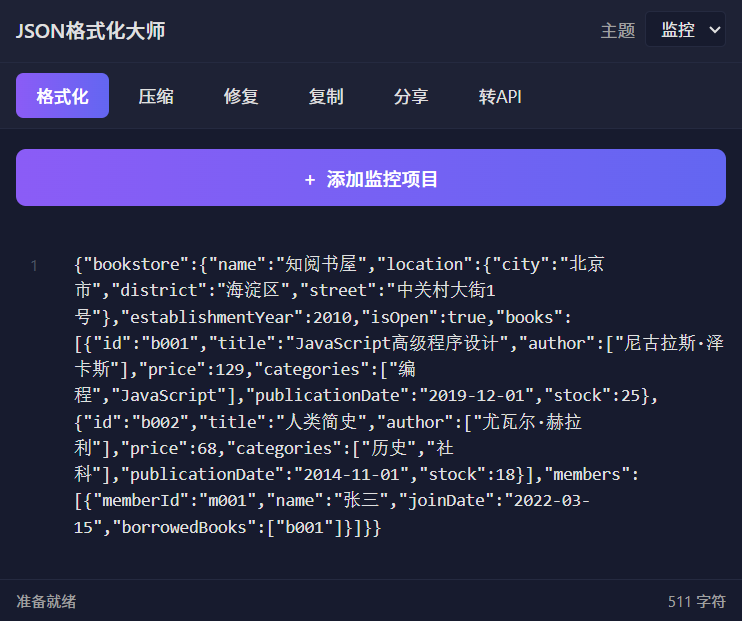 JSON格式化大师
主题 监控
格式化 压缩 修复 复制 分享 转API
+ 添加监控项目
1 {"bookstore":{"name":"知阅书屋","location":{"city":"北京
市","district":"海淀区","street":"中关村大街1
号"},"establishmentYear":2010,"isOpen":true,"books":
[{"id":"b001","title":"JavaScript高级程序设计","author":["尼古拉斯·泽
卡斯"],"price":129,"categories":["编
程","JavaScript"],"publicationDate":"2019-12-01","stock":25},
{"id":"b002","title":"人类简史","author":["尤瓦尔·赫拉
利"],"price":68,"categories":["历史","社
科"],"publicationDate":"2014-11-01","stock":18}],"members":
[{"memberId":"m001","name":"张三","joinDate":"2022-03-
15","borrowedBooks":["b001"]}]}}
准备就绪
511 字符